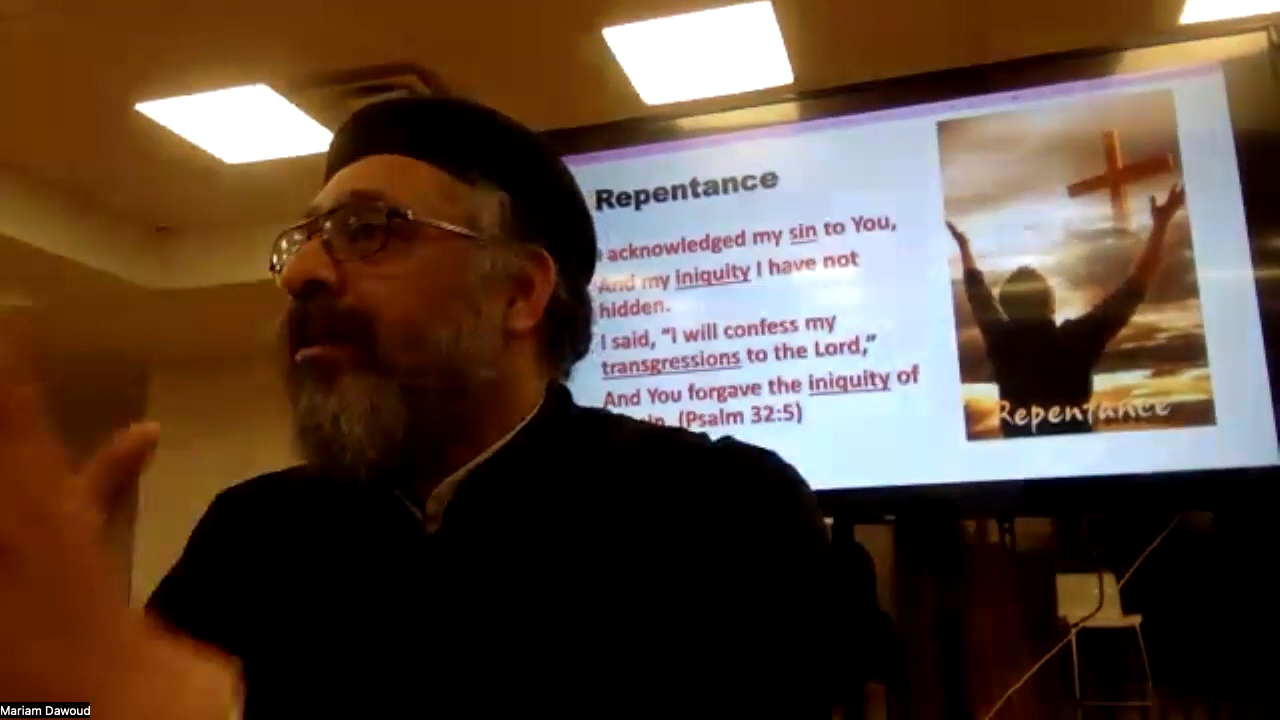 Repentance
acknowledged my sin to You,
And my iniquity I have not
hidden.
I said, “I will confess my
transgressions to the Lord,”
And You forgave the iniquity of
(Psalm 32:5)
Repentance
Mariam Dawoud